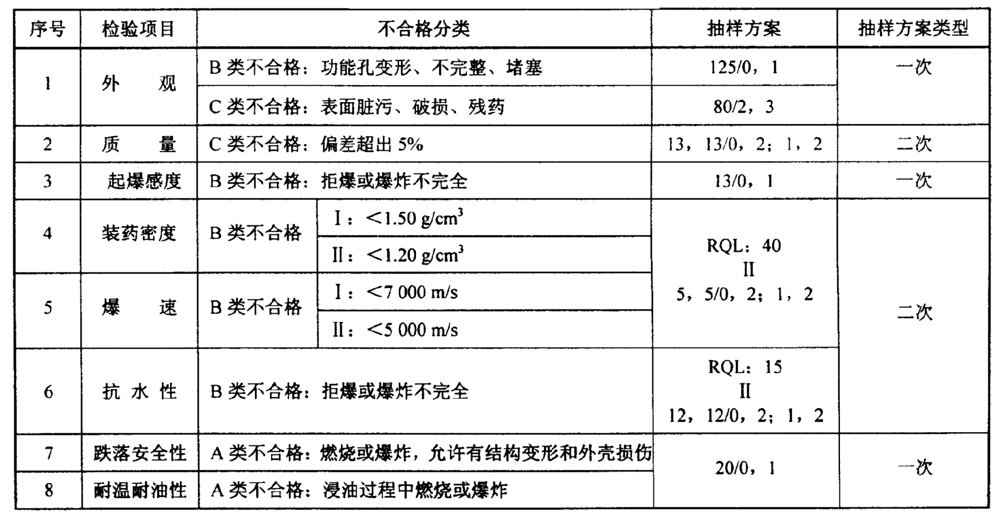 序号 检验项目 不合格分类 抽样方案 抽样方案类型
1 外观 B 类不合格：功能孔变形、不完整、堵塞 125/0，1 一次
C 类不合格：表面脏污、破损、残药 80/2，3
2 质量 C 类不合格：偏差超出 5% 13，13/0，2；1，2 二次
3 起爆感度 B 类不合格：拒爆或爆炸不完全 13/0，1 一次
4 装药密度 B 类不合格 Ⅰ：＜1.50 g/cm³
Ⅱ：＜1.20 g/cm³
RQL：40
Ⅱ
5，5/0，2；1，2
二次
5 爆速 B 类不合格 Ⅰ：＜7 000 m/s
Ⅱ：＜5 000 m/s
6 抗水性 B 类不合格：拒爆或爆炸不完全
RQL：15
Ⅱ
12，12/0，2；1，2
7 跌落安全性 A 类不合格：燃烧或爆炸，允许有结构变形和外壳损伤 20/0，1 一次
8 耐温耐油性 A 类不合格：浸油过程中燃烧或爆炸